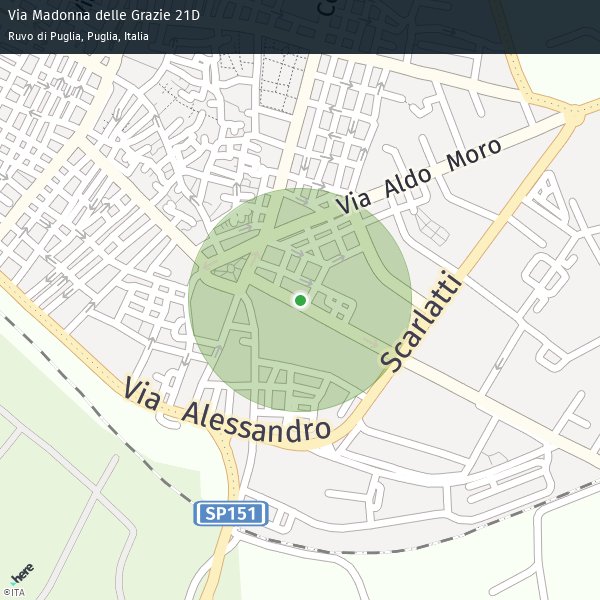 Via Madonna delle Grazie 21D
Ruvo di Puglia, Puglia, Italia
Via Aldo Moro
Scarlatti
Via Alessandro
SP151
here
©ITA